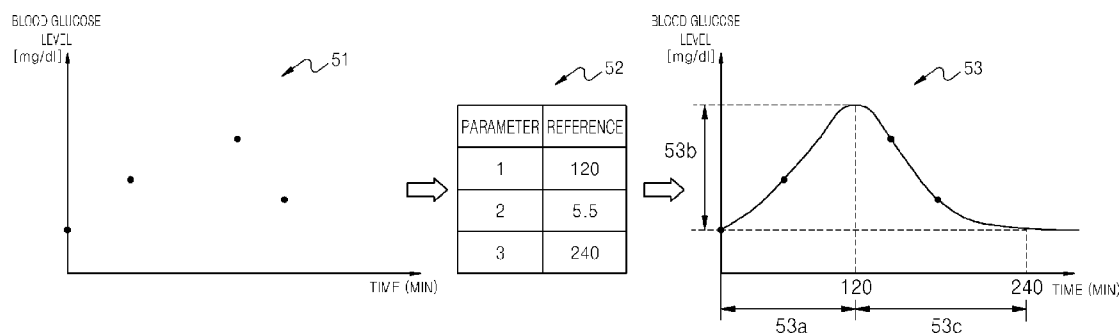 BLOOD GLUCOSE
LEVEL
[mg/dl]
51
TIME (MIN)
52
PARAMETER REFERENCE
1 120
2 5.5
3 240
BLOOD GLUCOSE
LEVEL
[mg/dl]
53
53b
120 240 TIME (MIN)
53a 53c